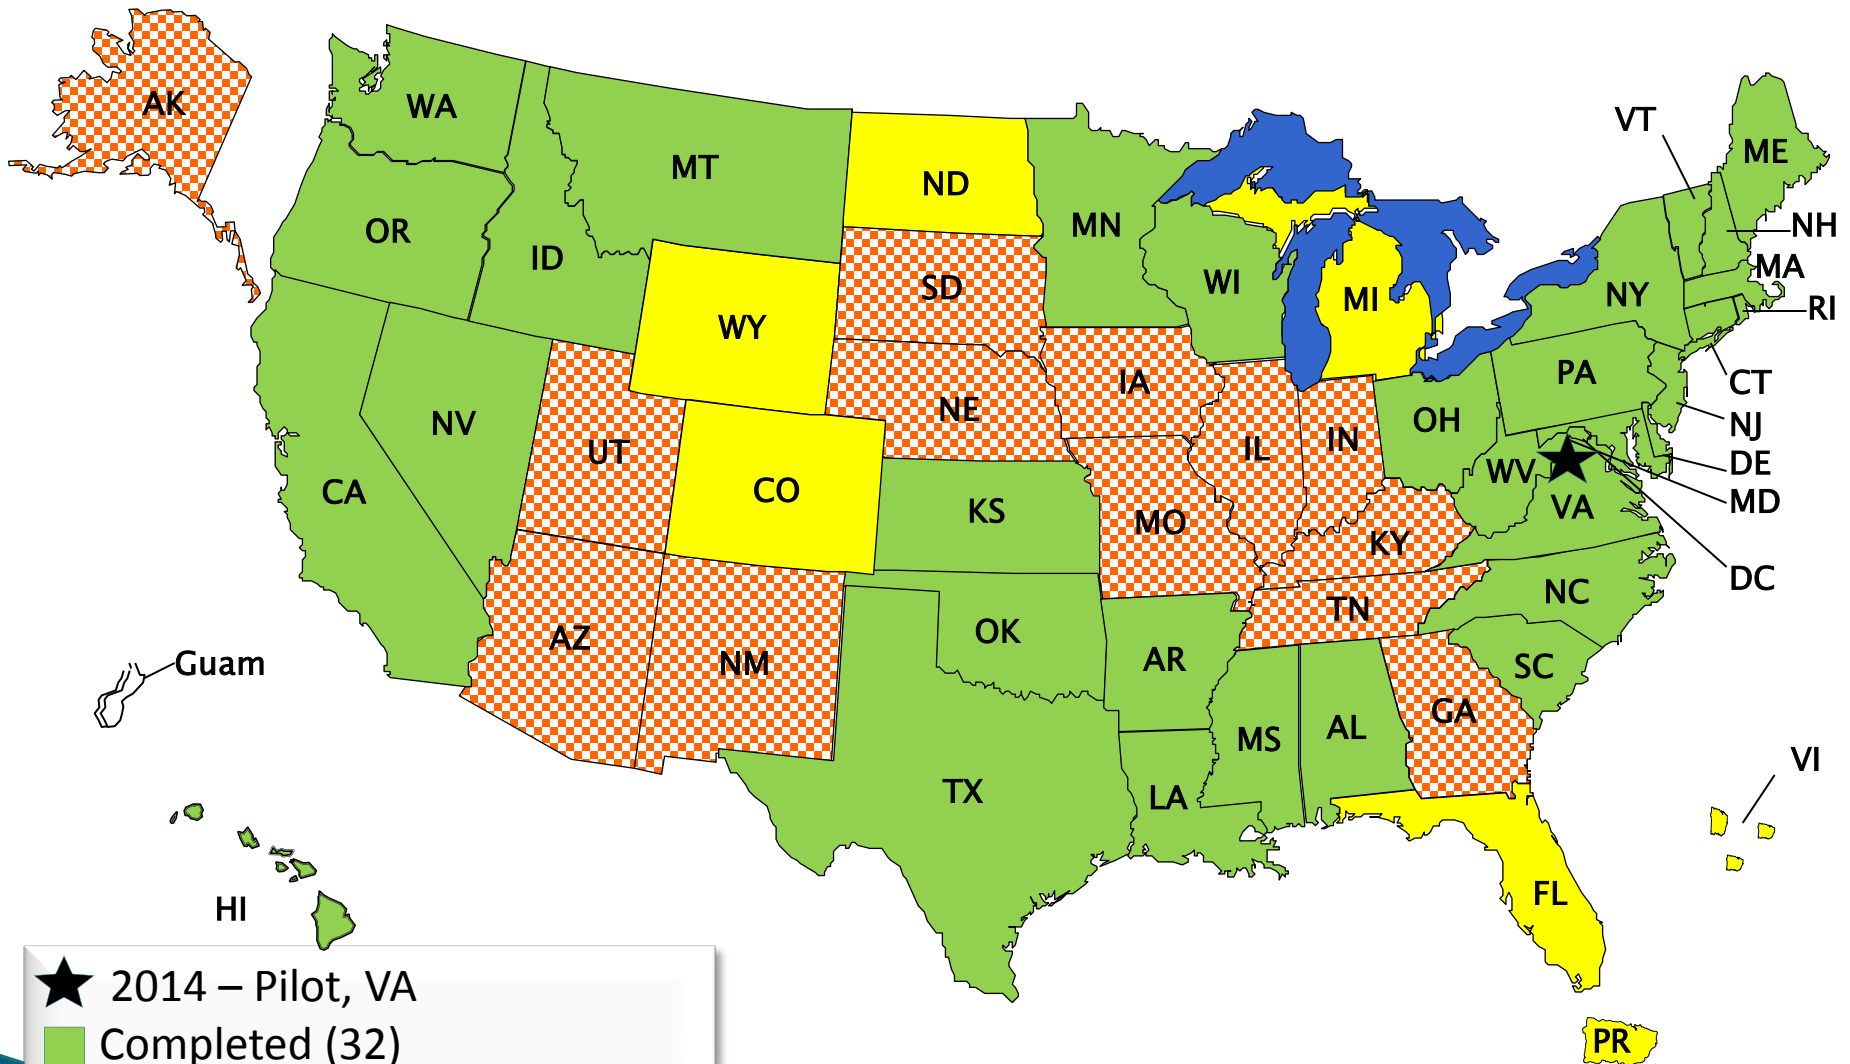 AK
WA
MT
ND
MN
VT
ME
OR
ID
SD
WI
MI
NY
NH
MA
RI
WY
NE
IA
PA
CT
NV
UT
CO
IL
IN
OH
NJ
CA
KS
MO
WV
VA
DE
MD
KY
DC
AZ
NM
OK
AR
TN
NC
SC
Guam
TX
LA
MS
AL
GA
VI
HI
FL
PR
2014 – Pilot, VA
Completed (32)